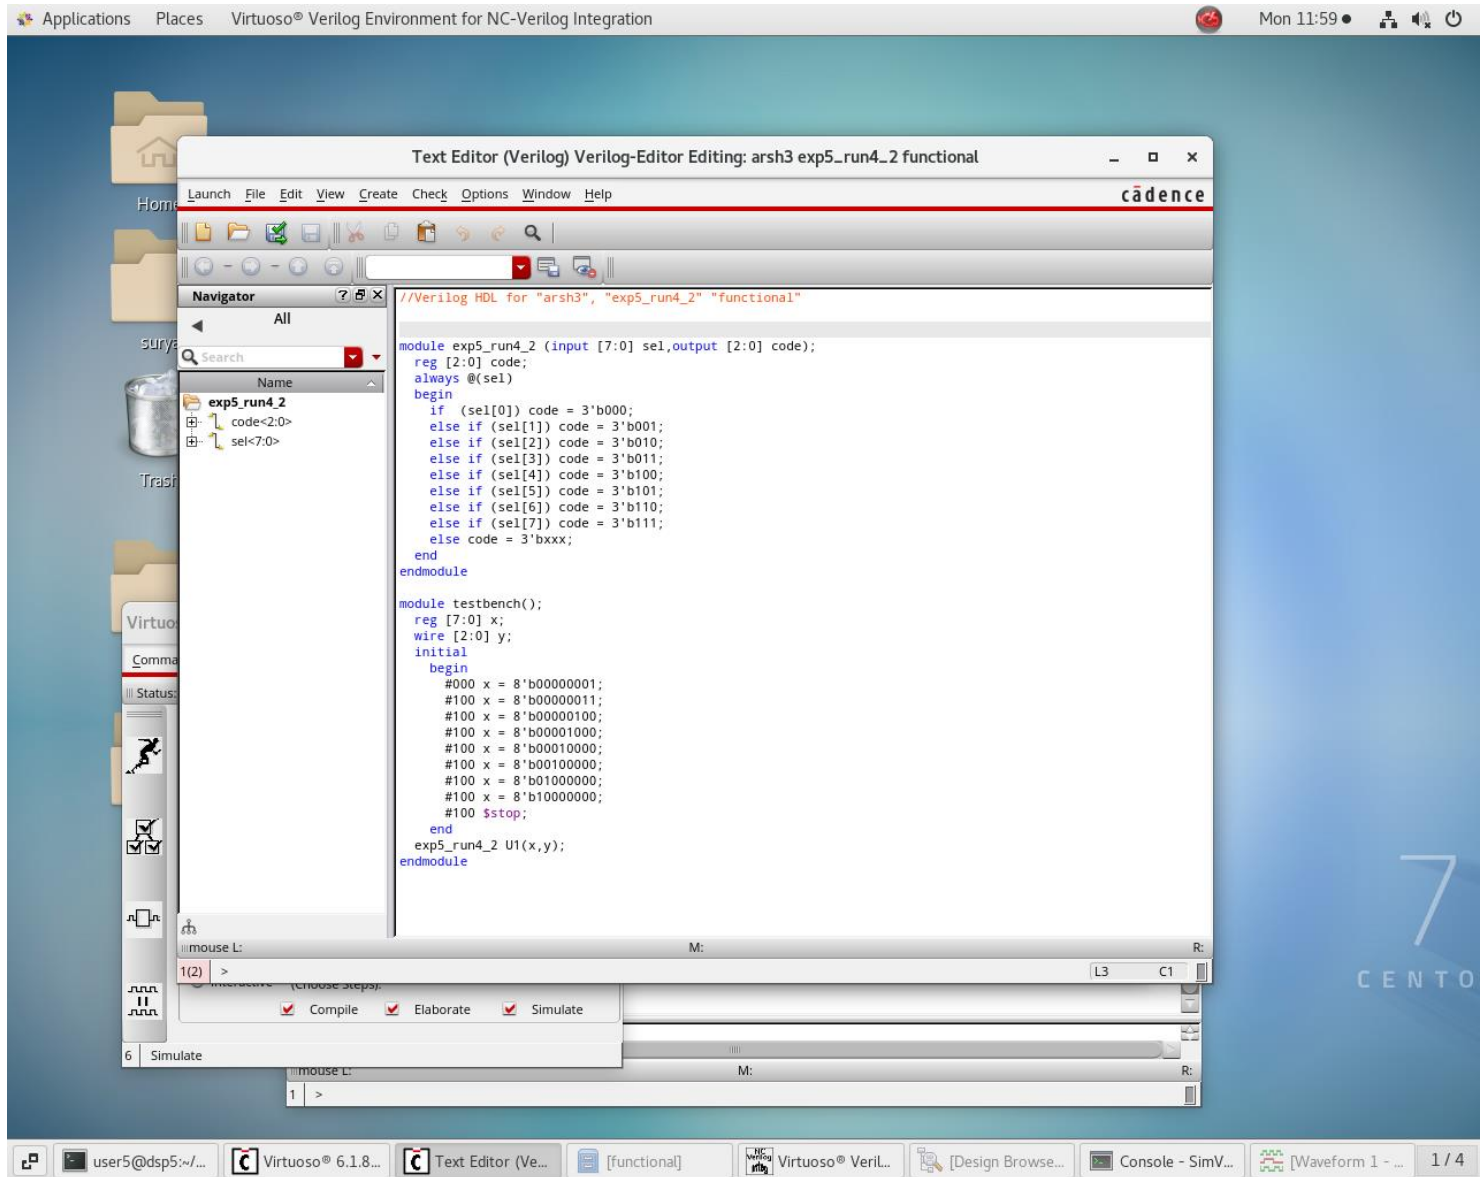 Applications Places Virtuoso® Verilog Environment for NC-Verilog Integration Mon 11:59
Home
Trash
Text Editor (Verilog) Verilog-Editor Editing: arsh3 exp5_run4_2 functional
Launch File Edit View Create Check Options Window Help cādence
Navigator
All
Search
Name
exp5_run4_2
code<2:0>
sel<7:0>
//Verilog HDL for "arsh3", "exp5_run4_2" "functional"
module exp5_run4_2 (input [7:0] sel,output [2:0] code);
reg [2:0] code;
always @(sel)
begin
if (sel[0]) code = 3'b000;
else if (sel[1]) code = 3'b001;
else if (sel[2]) code = 3'b010;
else if (sel[3]) code = 3'b011;
else if (sel[4]) code = 3'b100;
else if (sel[5]) code = 3'b101;
else if (sel[6]) code = 3'b110;
else if (sel[7]) code = 3'b111;
else code = 3'bxxx;
end
endmodule
module testbench();
reg [7:0] x;
wire [2:0] y;
initial
begin
#000 x = 8'b00000001;
#100 x = 8'b00000011;
#100 x = 8'b00000100;
#100 x = 8'b00001000;
#100 x = 8'b00010000;
#100 x = 8'b00100000;
#100 x = 8'b01000000;
#100 x = 8'b10000000;
#100 $stop;
end
exp5_run4_2 U1(x,y);
endmodule
mouse L: M: R:
1(2) > L3 C1
Virtuo
Comma
Status:
Interactive (Choose Steps):
Compile Elaborate Simulate
6 Simulate
mouse L: M: R:
1 >
7
CENTO
user5@dsp5:~/... Virtuoso® 6.1.8... Text Editor (Ve... [functional] Virtuoso® Veril... [Design Browse... Console - SimV... [Waveform 1 - ... 1 / 4